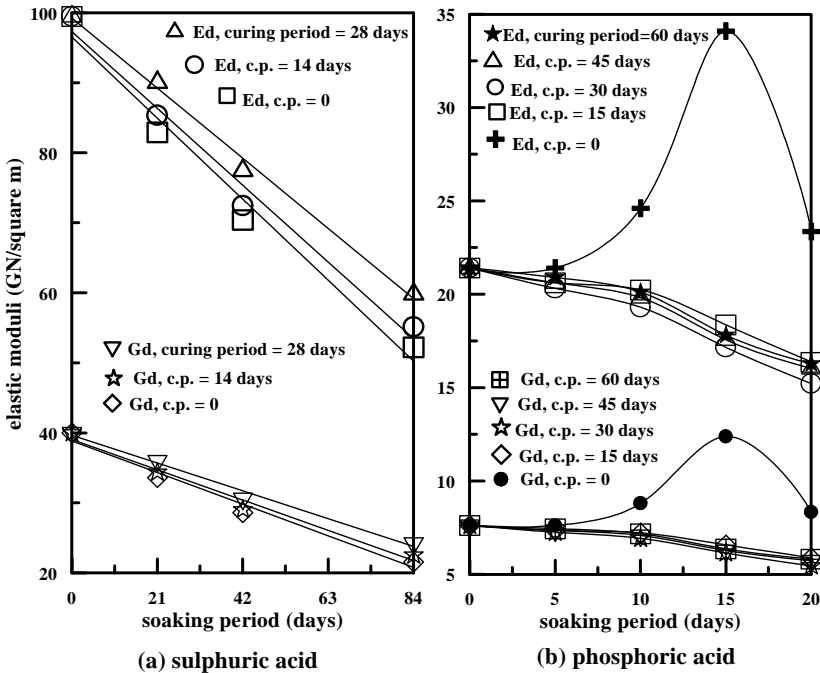 elastic moduli (GN/square m)
100
80
60
40
20
Ed, curing period = 28 days
Ed, c.p. = 14 days
Ed, c.p. = 0
Gd, curing period = 28 days
Gd, c.p. = 14 days
Gd, c.p. = 0
0 21 42 63 84
soaking period (days)
(a) sulphuric acid
35
30
25
20
15
10
5
Ed, curing period=60 days
Ed, c.p. = 45 days
Ed, c.p. = 30 days
Ed, c.p. = 15 days
Ed, c.p. = 0
Gd, c.p. = 60 days
Gd, c.p. = 45 days
Gd, c.p. = 30 days
Gd, c.p. = 15 days
Gd, c.p. = 0
0 5 10 15 20
soaking period (days)
(b) phosphoric acid